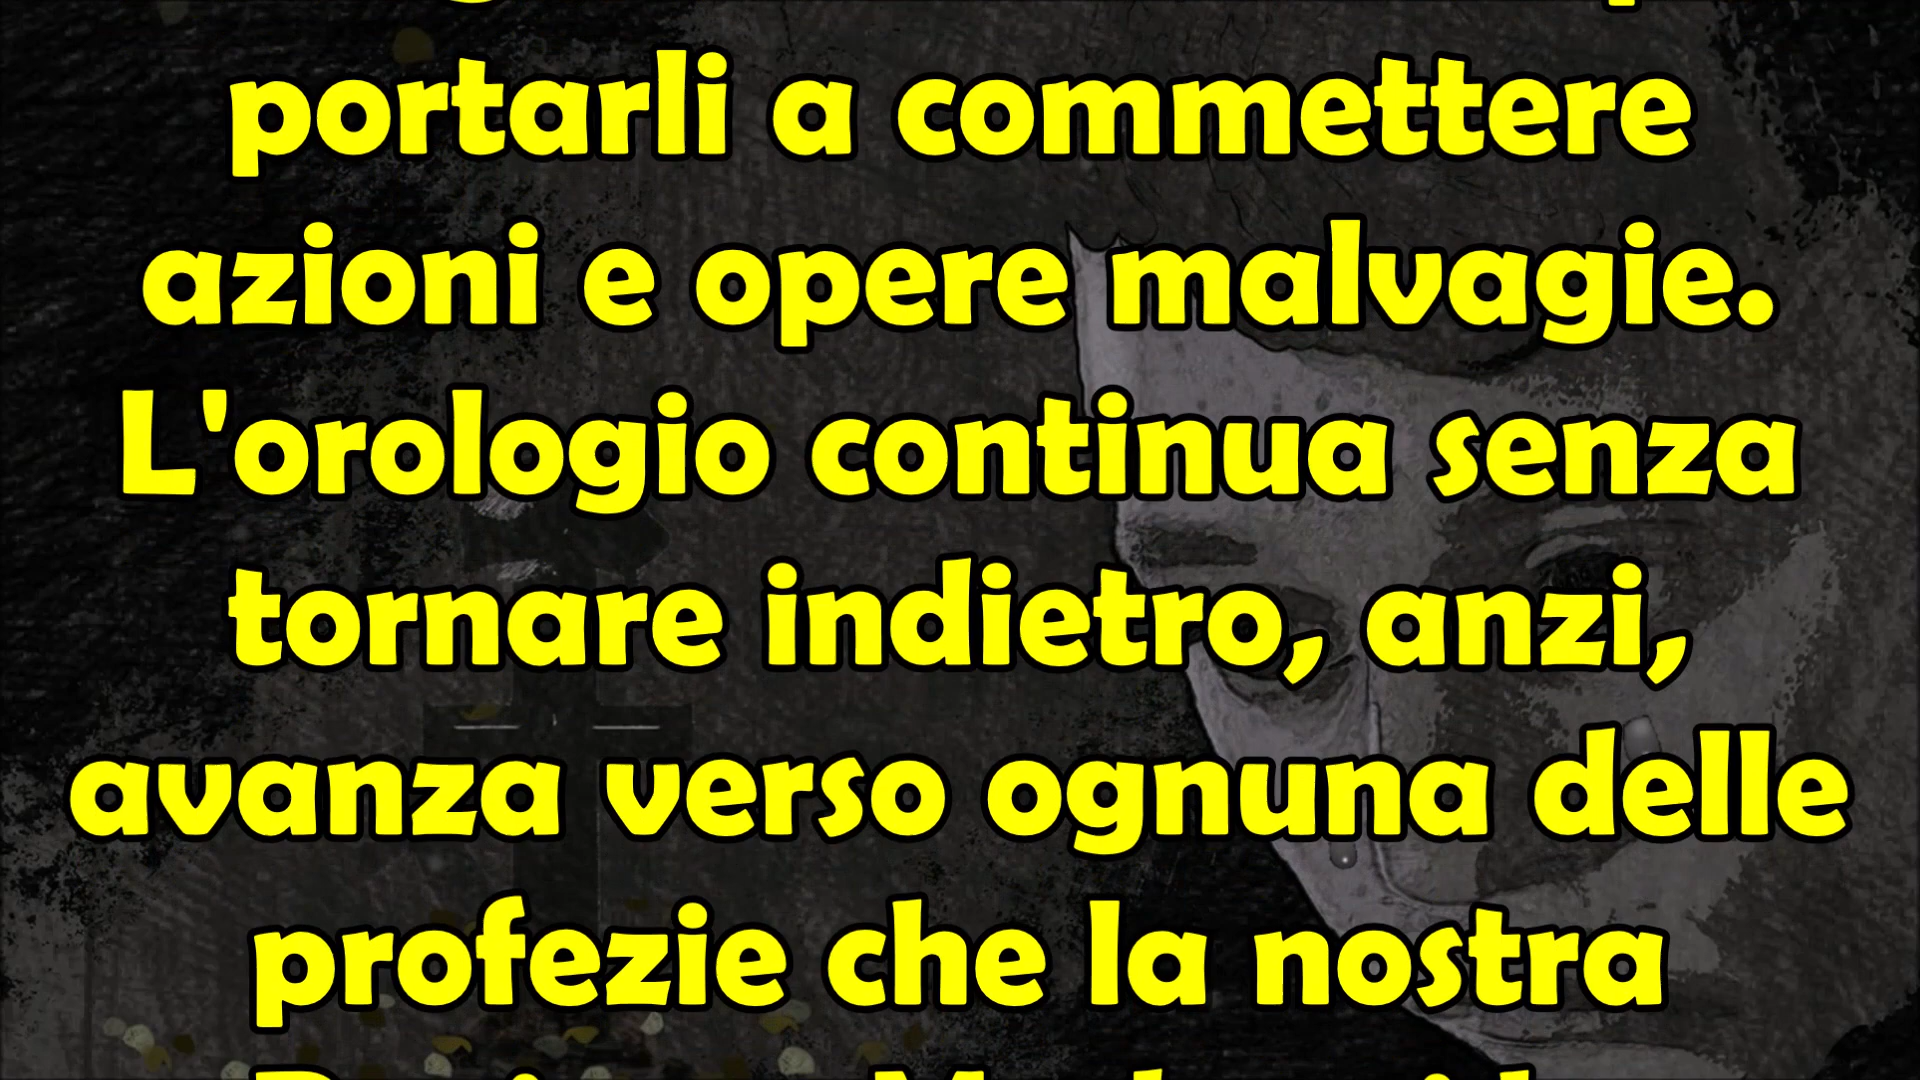 portarli a commettere
azioni e opere malvagie.
L'orologio continua senza
tornare indietro, anzi,
avanza verso ognuna delle
profezie che la nostra